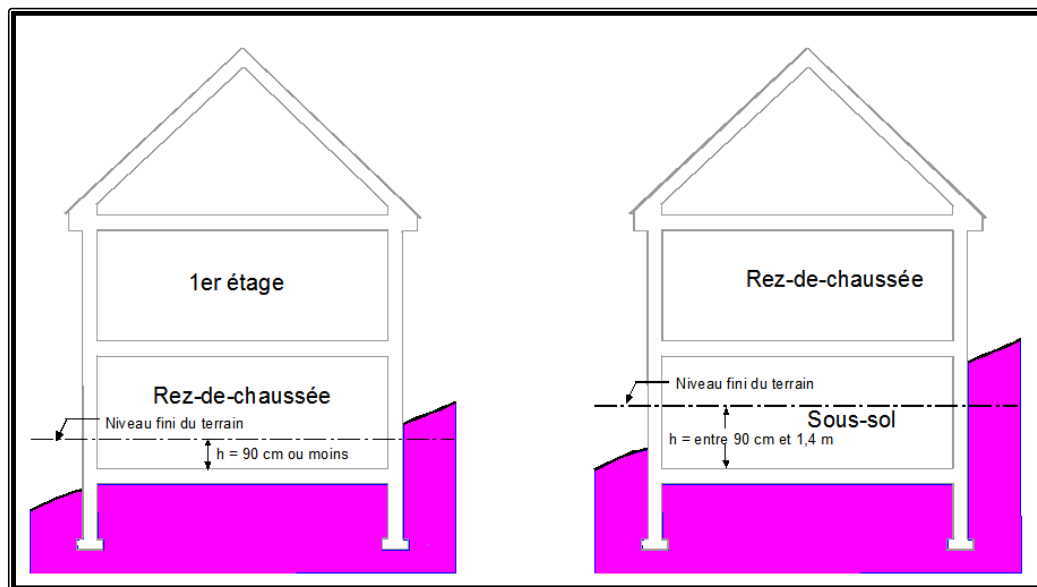 1er étage
Rez-de-chaussée
Niveau fini du terrain
h = 90 cm ou moins
Rez-de-chaussée
Niveau fini du terrain
Sous-sol
h = entre 90 cm et 1,4 m